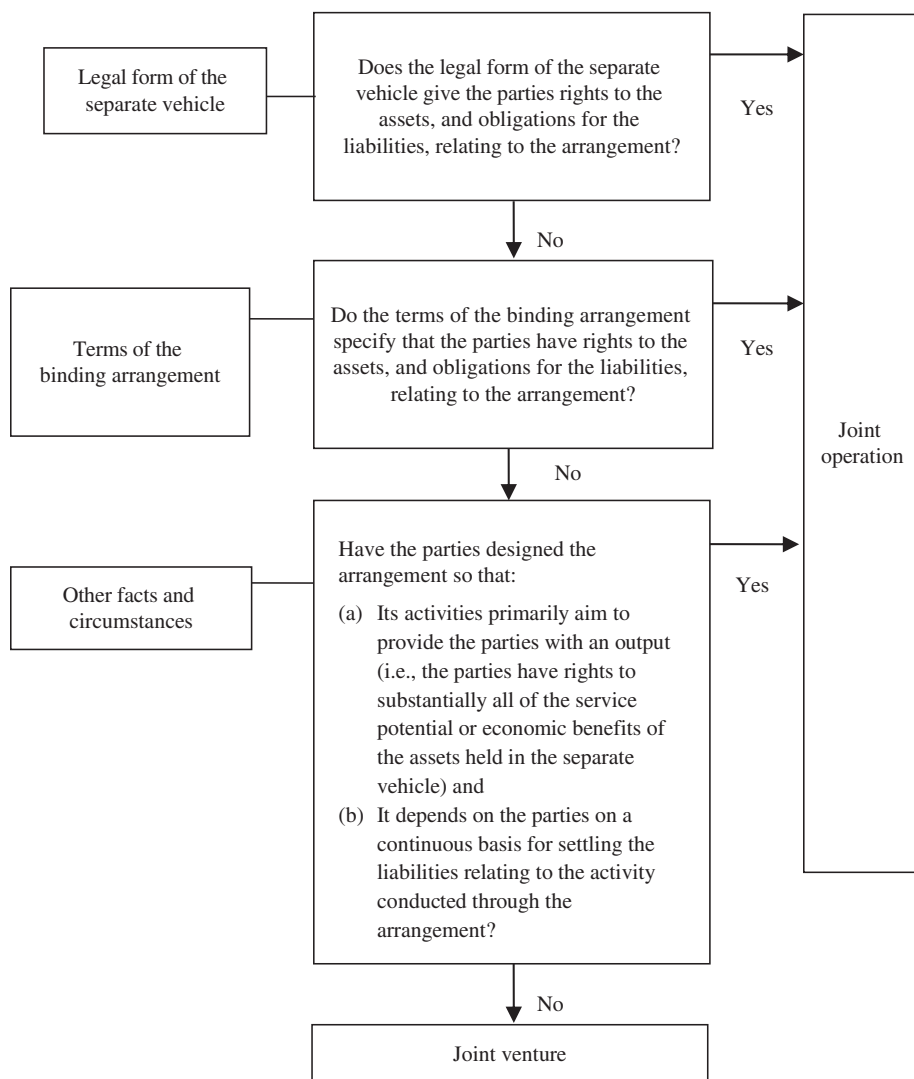 Legal form of the
separate vehicle
Does the legal form of the separate
vehicle give the parties rights to the
assets, and obligations for the
liabilities, relating to the arrangement?
Yes
No
Terms of the
binding arrangement
Do the terms of the binding arrangement
specify that the parties have rights to the
assets, and obligations for the liabilities,
relating to the arrangement?
Yes
Joint
operation
No
Other facts and
circumstances
Have the parties designed the
arrangement so that:
(a) Its activities primarily aim to
provide the parties with an output
(i.e., the parties have rights to
substantially all of the service
potential or economic benefits of
the assets held in the separate
vehicle) and
(b) It depends on the parties on a
continuous basis for settling the
liabilities relating to the activity
conducted through the
arrangement?
Yes
No
Joint venture